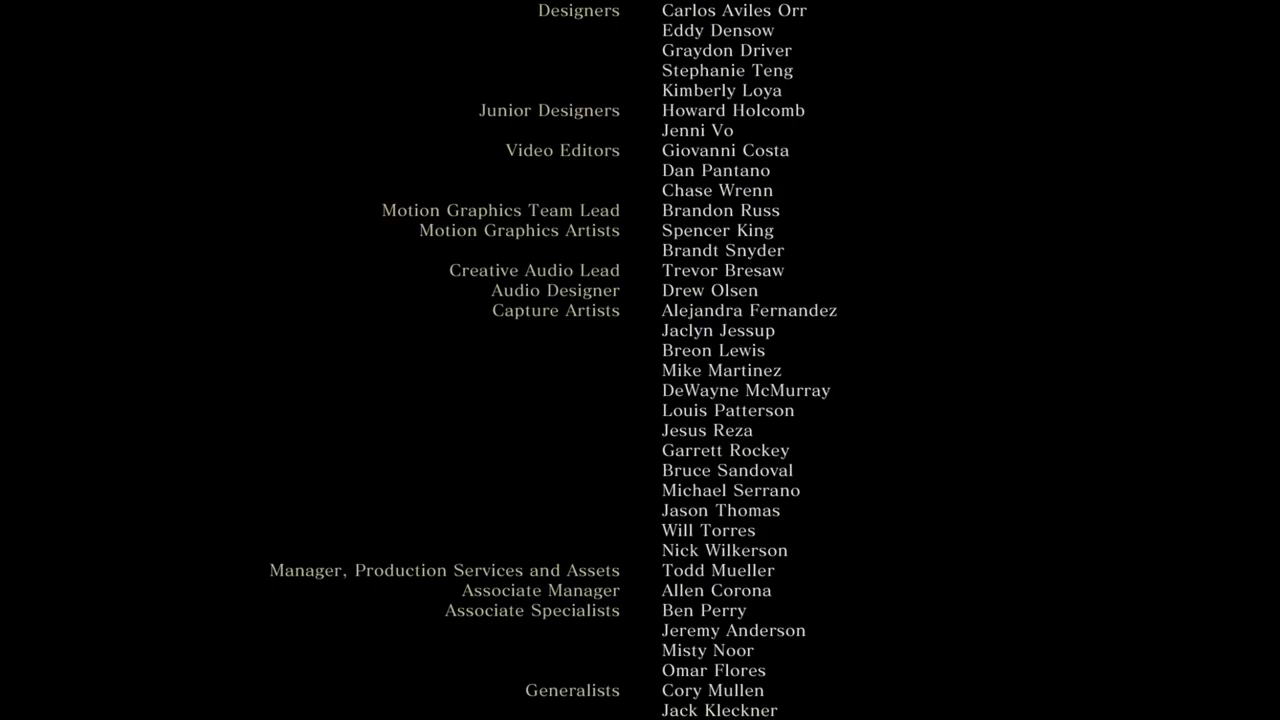 Designers Carlos Aviles Orr
Eddy Densow
Graydon Driver
Stephanie Teng
Kimberly Loya
Junior Designers Howard Holcomb
Jenni Vo
Video Editors Giovanni Costa
Dan Pantano
Chase Wrenn
Motion Graphics Team Lead Brandon Russ
Motion Graphics Artists Spencer King
Brandt Snyder
Creative Audio Lead Trevor Bresaw
Audio Designer Drew Olsen
Capture Artists Alejandra Fernandez
Jaclyn Jessup
Breon Lewis
Mike Martinez
DeWayne McMurray
Louis Patterson
Jesus Reza
Garrett Rockey
Bruce Sandoval
Michael Serrano
Jason Thomas
Will Torres
Nick Wilkerson
Manager, Production Services and Assets Todd Mueller
Associate Manager Allen Corona
Associate Specialists Ben Perry
Jeremy Anderson
Misty Noor
Omar Flores
Generalists Cory Mullen
Jack Kleckner